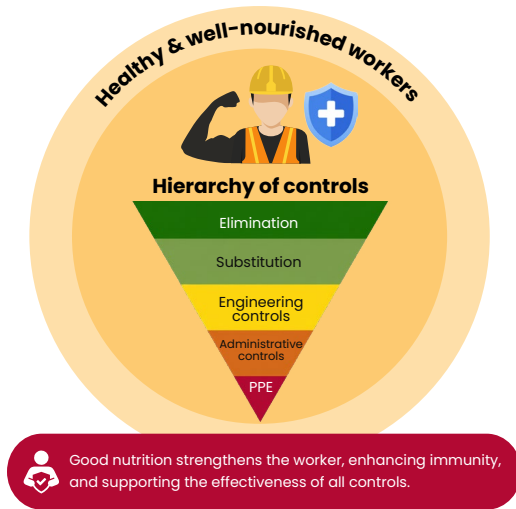 Healthy & well-nourished workers
Hierarchy of controls
Elimination
Substitution
Engineering
controls
Administrative
controls
PPE
Good nutrition strengthens the worker, enhancing immunity,
and supporting the effectiveness of all controls.